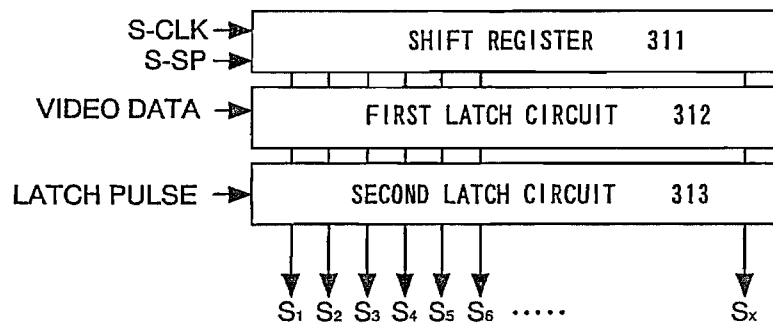 S-CLK
S-SP
SHIFT REGISTER 311
VIDEO DATA
FIRST LATCH CIRCUIT 312
LATCH PULSE
SECOND LATCH CIRCUIT 313
S1 S2 S3 S4 S5 S6 ····· Sx